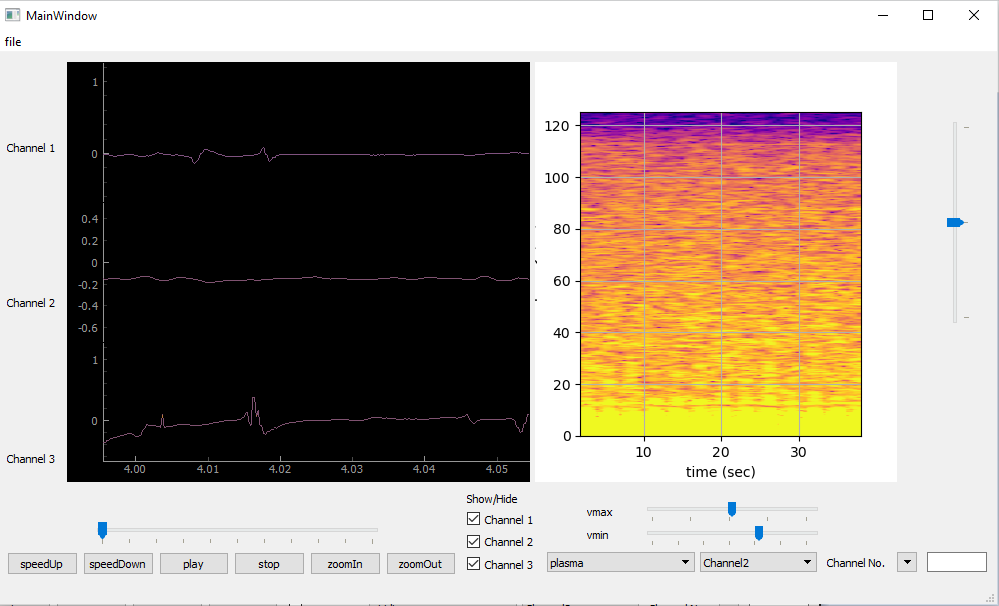 MainWindow
file
Channel 1
Channel 2
Channel 3
1
0
0.4
0.2
0
-0.2
-0.4
-0.6
1
0
4.00 4.01 4.02 4.03 4.04 4.05
120
100
80
60
40
20
0
10 20 30
time (sec)
Show/Hide
Channel 1
Channel 2
Channel 3
vmax
vmin
speedUp speedDown play stop zoomIn zoomOut
plasma Channel2 Channel No.